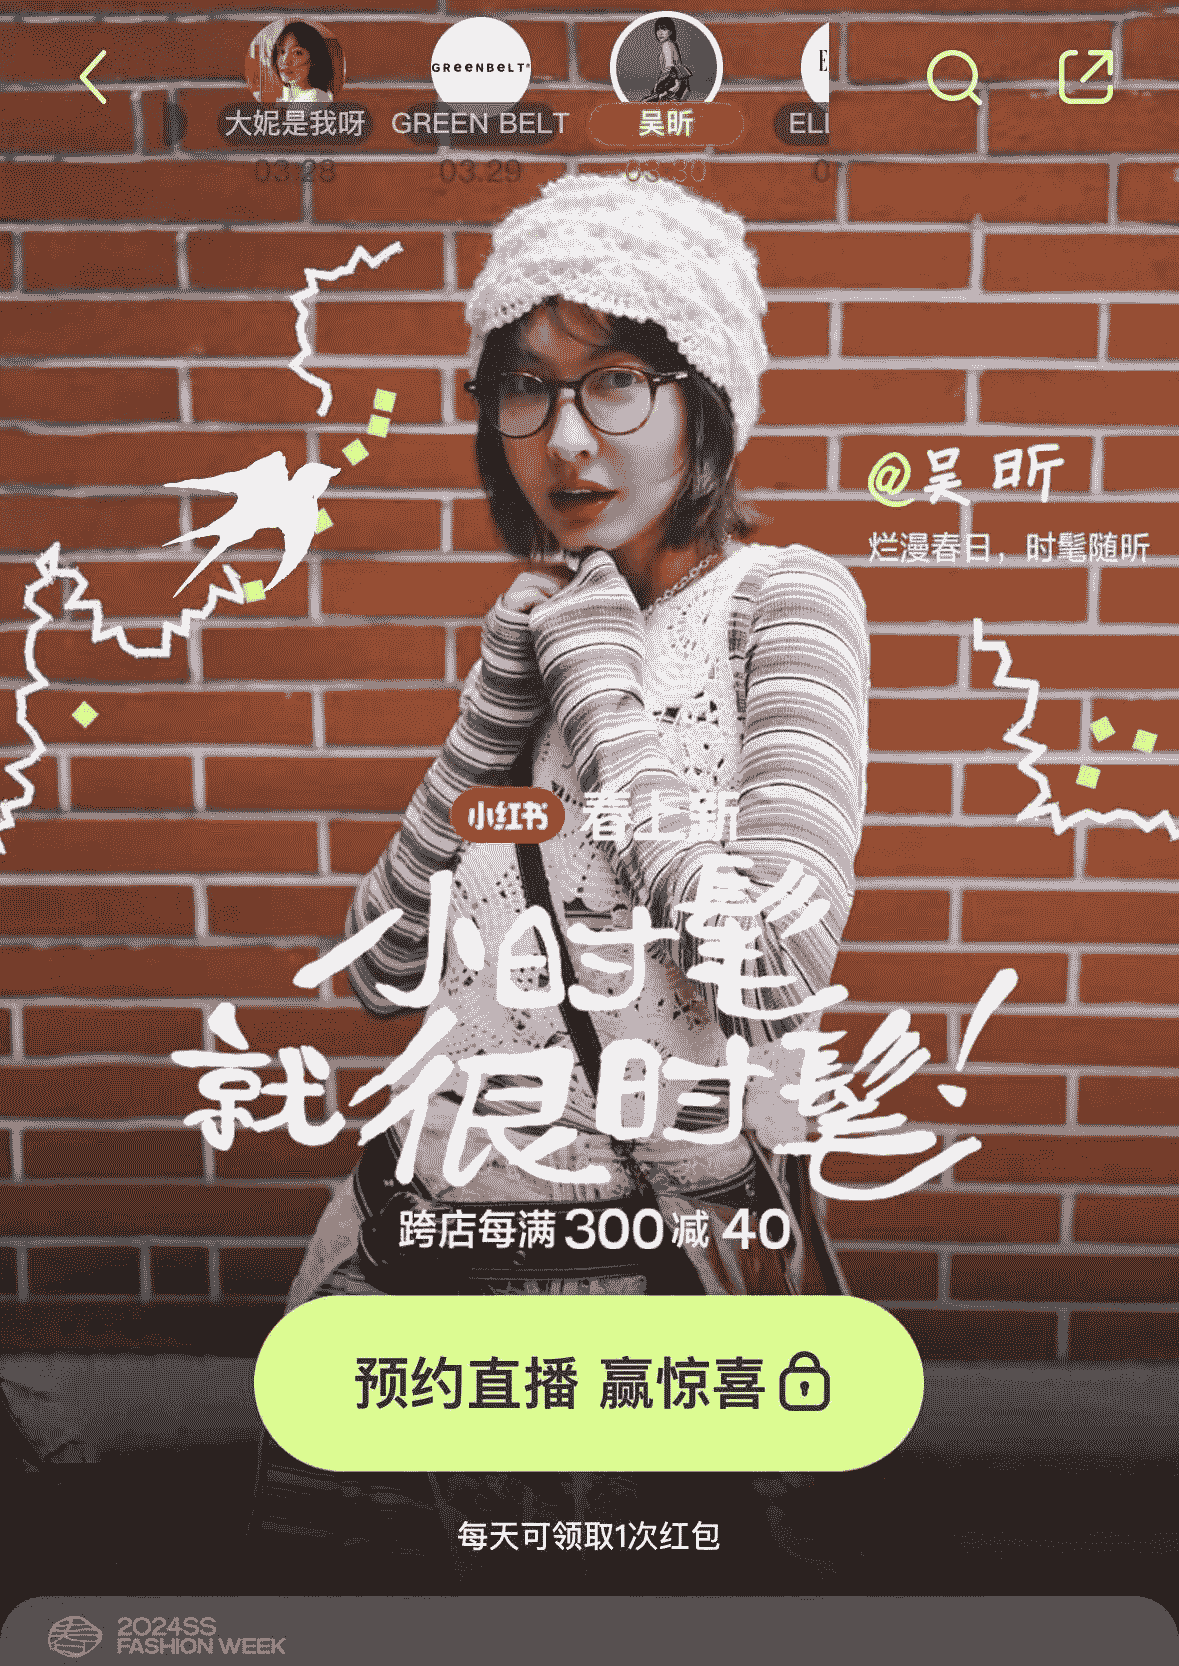 GREENBELT
E
大妮是我呀
GREEN BELT
吴昕
ELL
03.28
03.29
03.30
0
@吴昕
烂漫春日，时髦随昕
小红书
春上新
小时髦
就很时髦！
跨店每满300减40
预约直播 赢惊喜
每天可领取1次红包
2024SS
FASHION WEEK